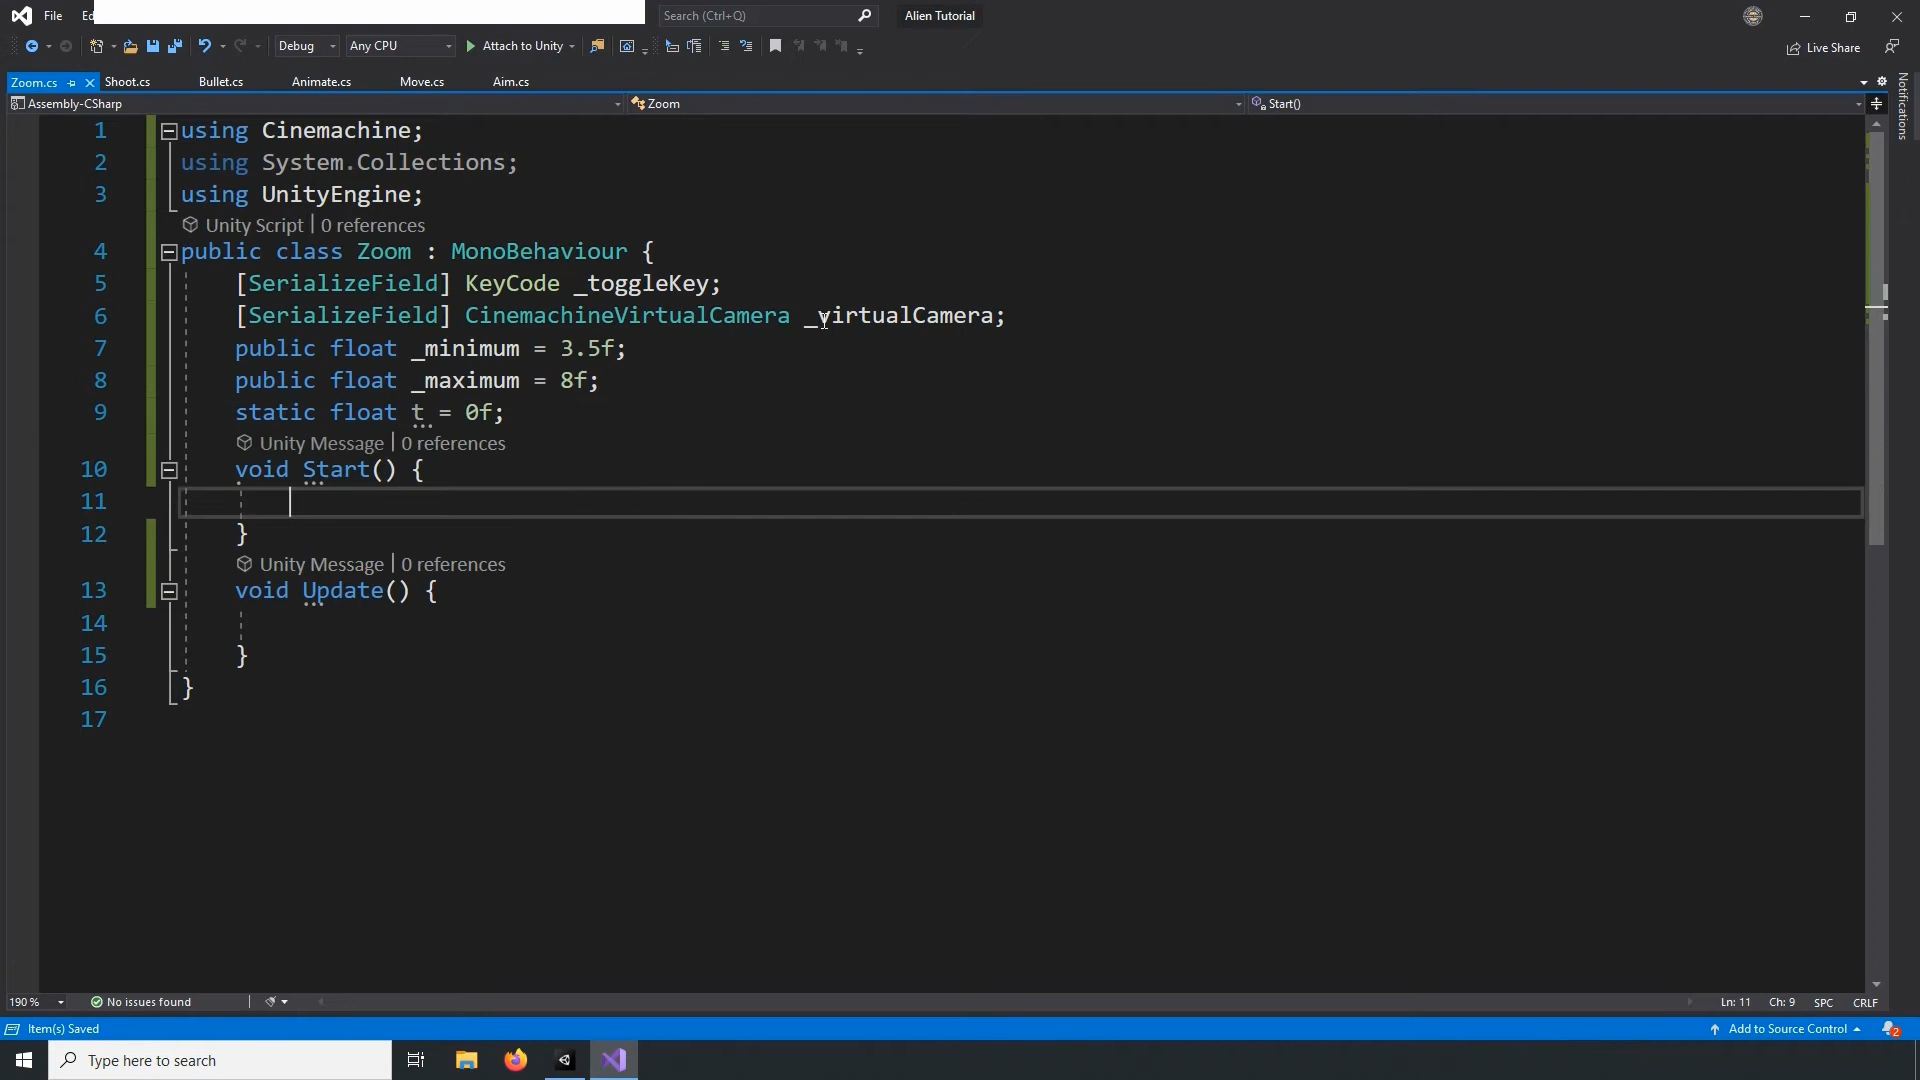 File Ed Search (Ctrl+Q) Alien Tutorial
Debug Any CPU Attach to Unity Live Share
Zoom.cs Shoot.cs Bullet.cs Animate.cs Move.cs Aim.cs
Assembly-CSharp Zoom Start()
Notifications
1 using Cinemachine;
2 using System.Collections;
3 using UnityEngine;
Unity Script | 0 references
4 public class Zoom : MonoBehaviour {
5 [SerializeField] KeyCode _toggleKey;
6 [SerializeField] CinemachineVirtualCamera _virtualCamera;
7 public float _minimum = 3.5f;
8 public float _maximum = 8f;
9 static float t = 0f;
Unity Message | 0 references
10 void Start() {
11
12 }
Unity Message | 0 references
13 void Update() {
14
15 }
16 }
17
190 % No issues found Ln: 11 Ch: 9 SPC CRLF
Item(s) Saved Add to Source Control 2
Type here to search